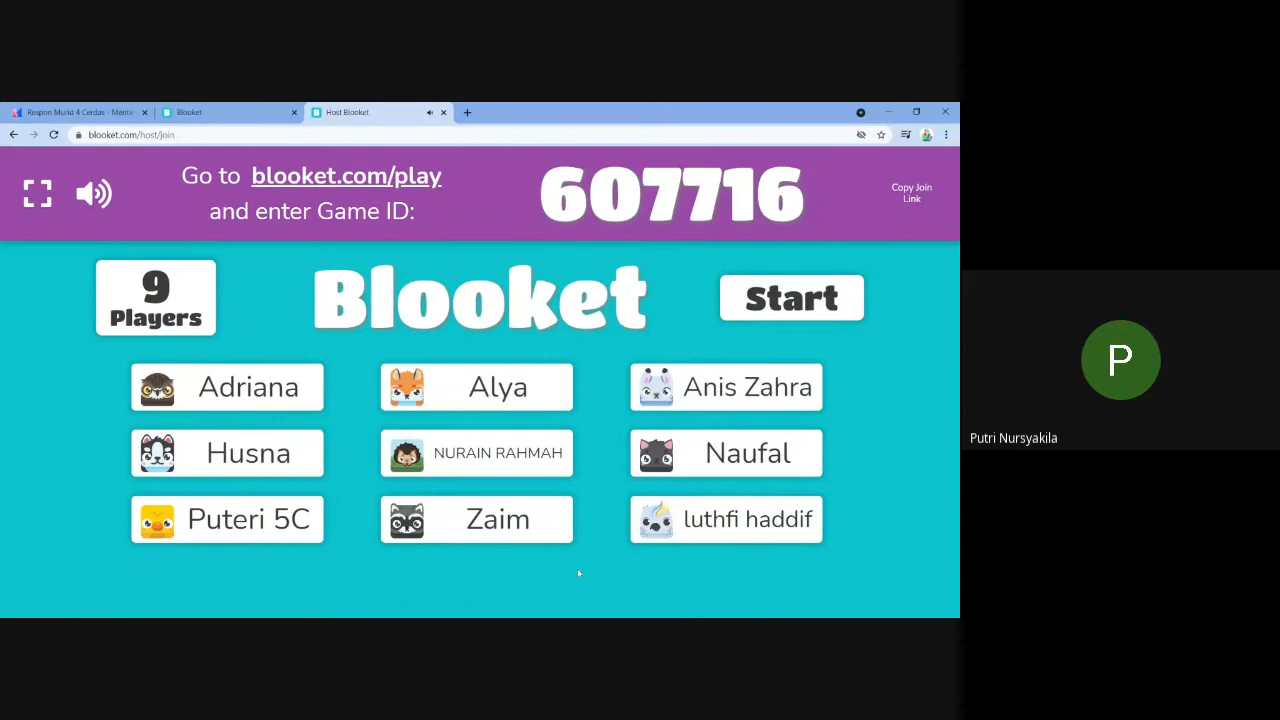 Respon Murid 4 Cerdas - Menti
Blooket
Host Blooket
blooket.com/host/join
Go to blooket.com/play
and enter Game ID:
607716
Copy Join
Link
9
Players
Blooket
Start
Adriana
Alya
Anis Zahra
Husna
NURAIN RAHMAH
Naufal
Puteri 5C
Zaim
luthfi haddif
P
Putri Nursyakila